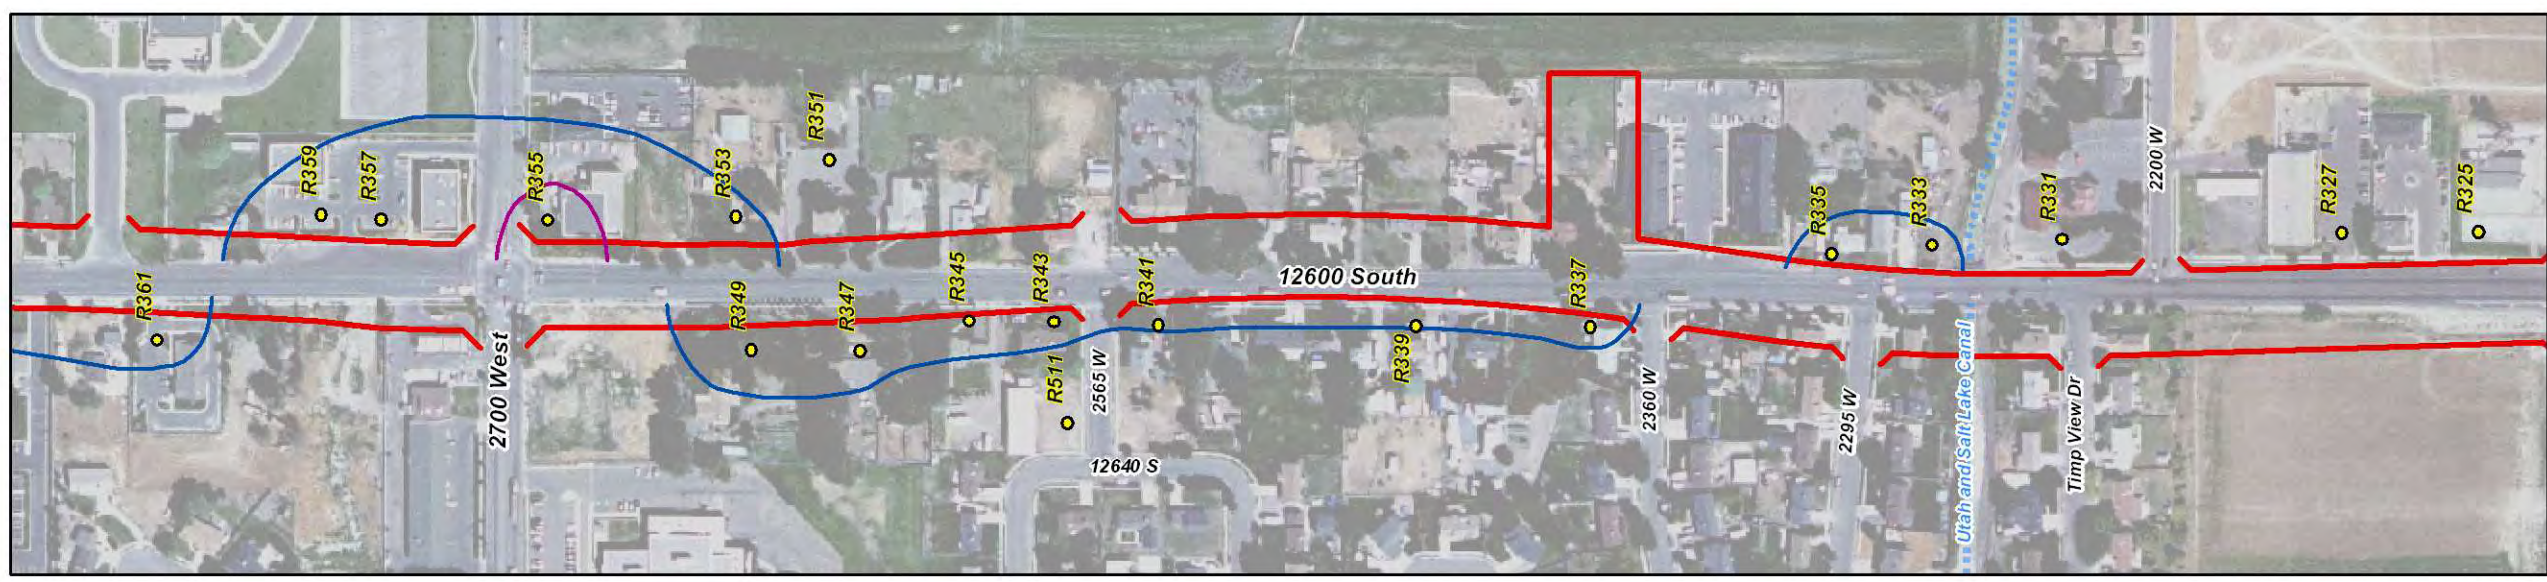 R359
R357
R355
R353
R351
R335
R333
R331
2200 W
R327
R325
R361
2700 West
R349
R347
R345
R343
R511
2565 W
R341
12600 South
R339
R337
2360 W
2295 W
Utah and Salt Lake Canal
Timp View Dr
12640 S